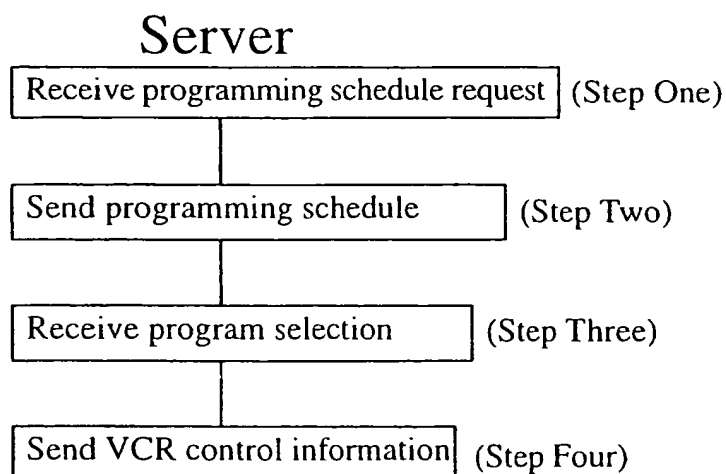 Server
Receive programming schedule request (Step One)
Send programming schedule (Step Two)
Receive program selection (Step Three)
Send VCR control information (Step Four)